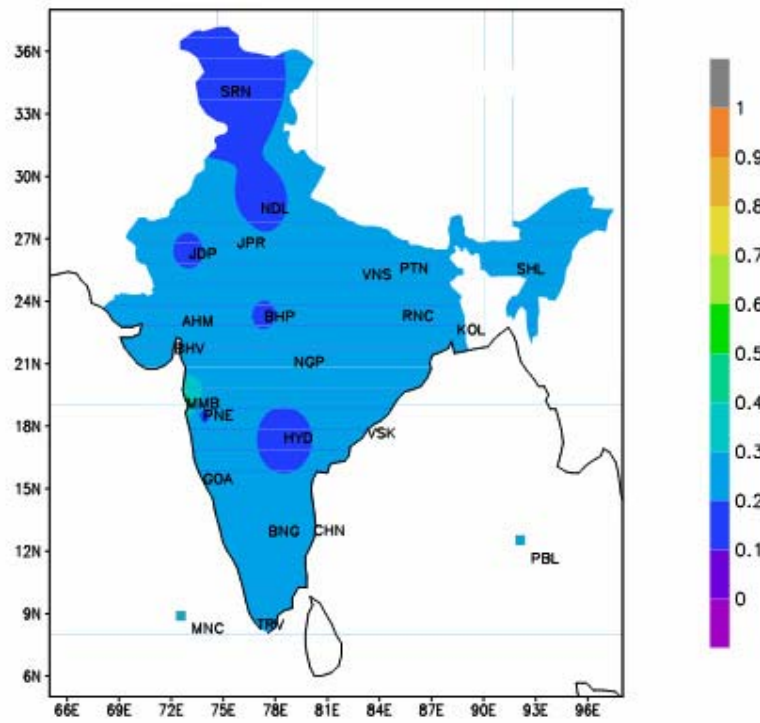 36N
33N
30N
27N
24N
21N
18N
15N
12N
9N
6N
SRN
NDL
JPR
JDP
VNS PTN SHL
AHM BHP RNC
KOL
BHV
NGP
MMB
PNE
HYD VSK
GOA
BNG CHN
PBL
MNC TRV
66E 69E 72E 75E 78E 81E 84E 87E 90E 93E 96E
1
0.9
0.8
0.7
0.6
0.5
0.4
0.3
0.2
0.1
0